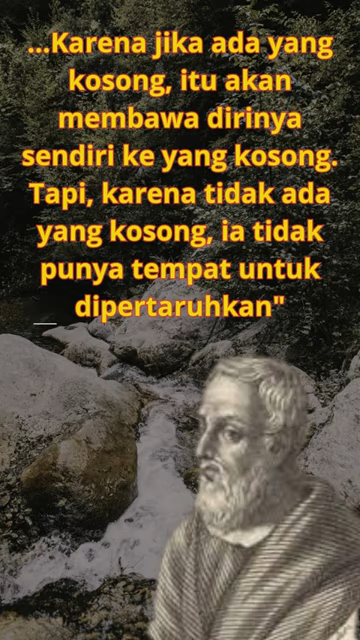 ...Karena jika ada yang
kosong, itu akan
membawa dirinya
sendiri ke yang kosong.
Tapi, karena tidak ada
yang kosong, ia tidak
punya tempat untuk
dipertaruhkan"